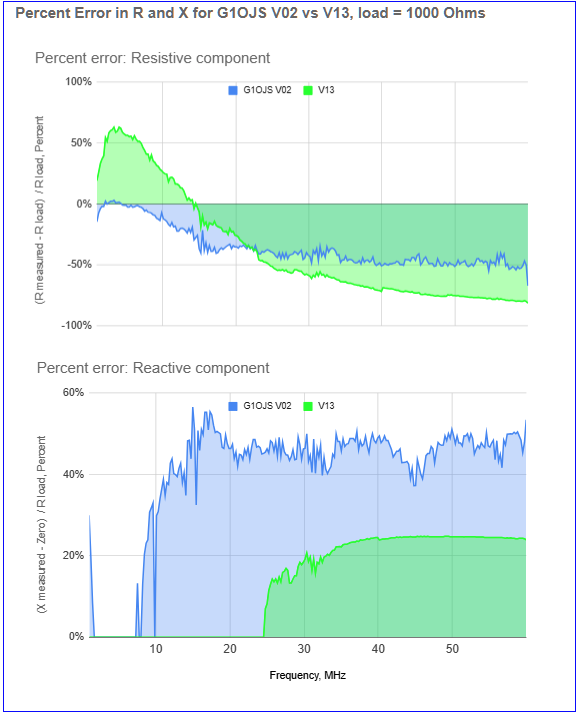 Percent Error in R and X for G1OJS V02 vs V13, load = 1000 Ohms
Percent error: Resistive component
G1OJS V02
V13
(R measured - R load) / R load, Percent
100%
50%
0%
-50%
-100%
Percent error: Reactive component
G1OJS V02
V13
(X measured - Zero) / R load, Percent
60%
40%
20%
0%
10 20 30 40 50
Frequency, MHz